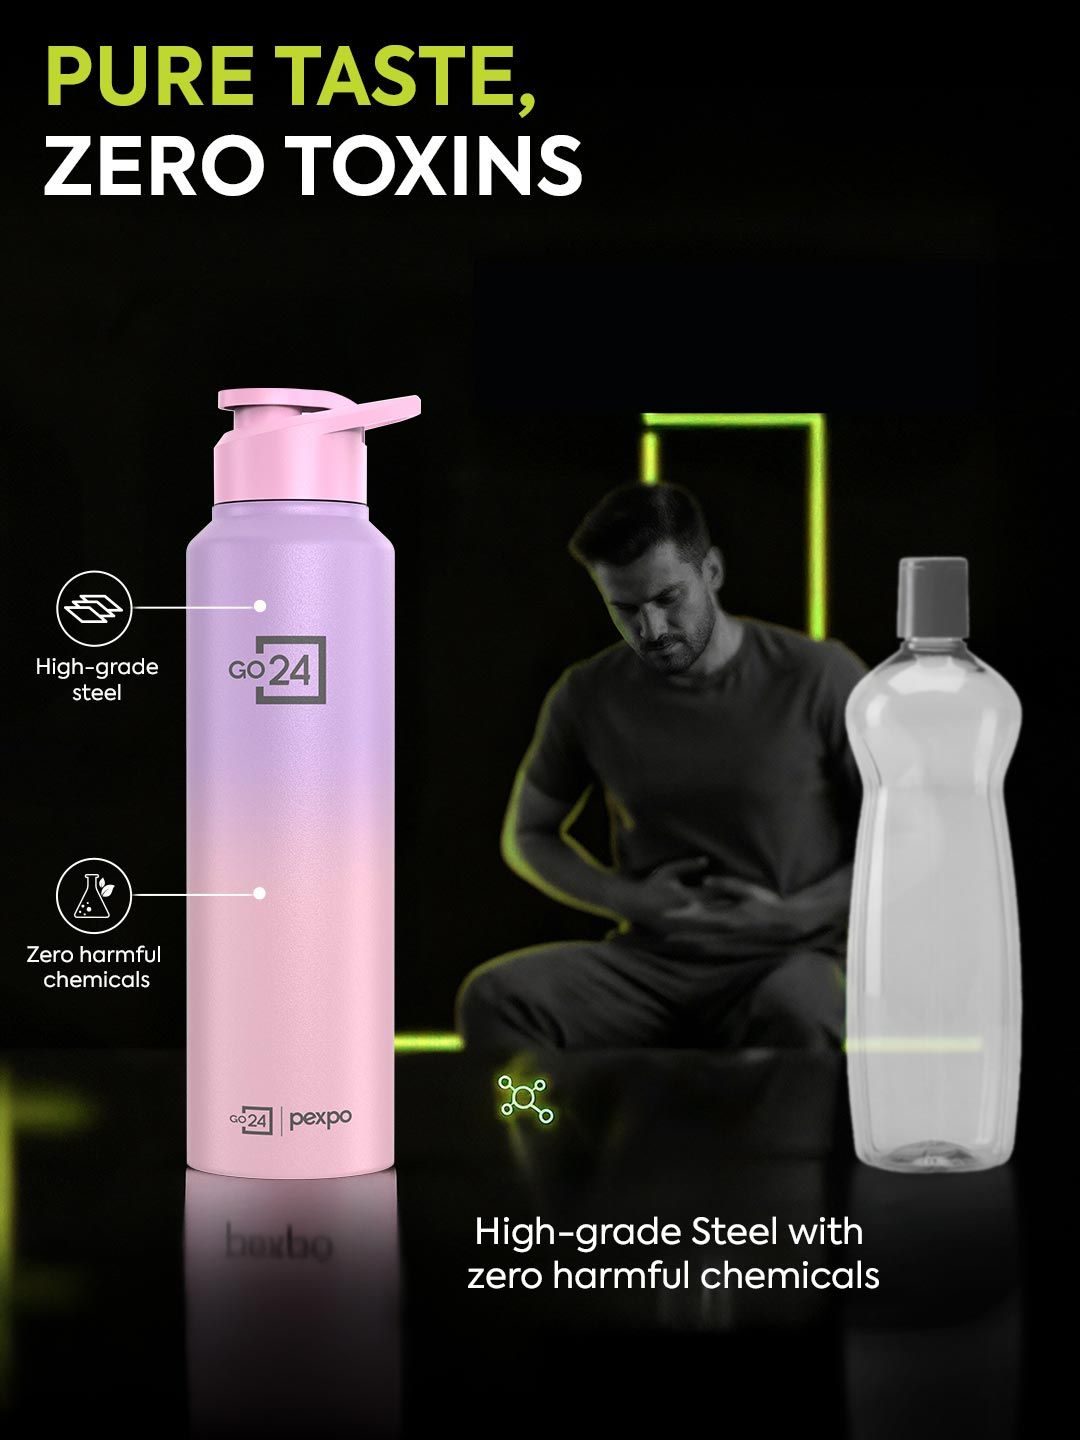 PURE TASTE,
ZERO TOXINS
High-grade
steel
GO 24
Zero harmful
chemicals
GO 24 | pexpo
High-grade Steel with
zero harmful chemicals